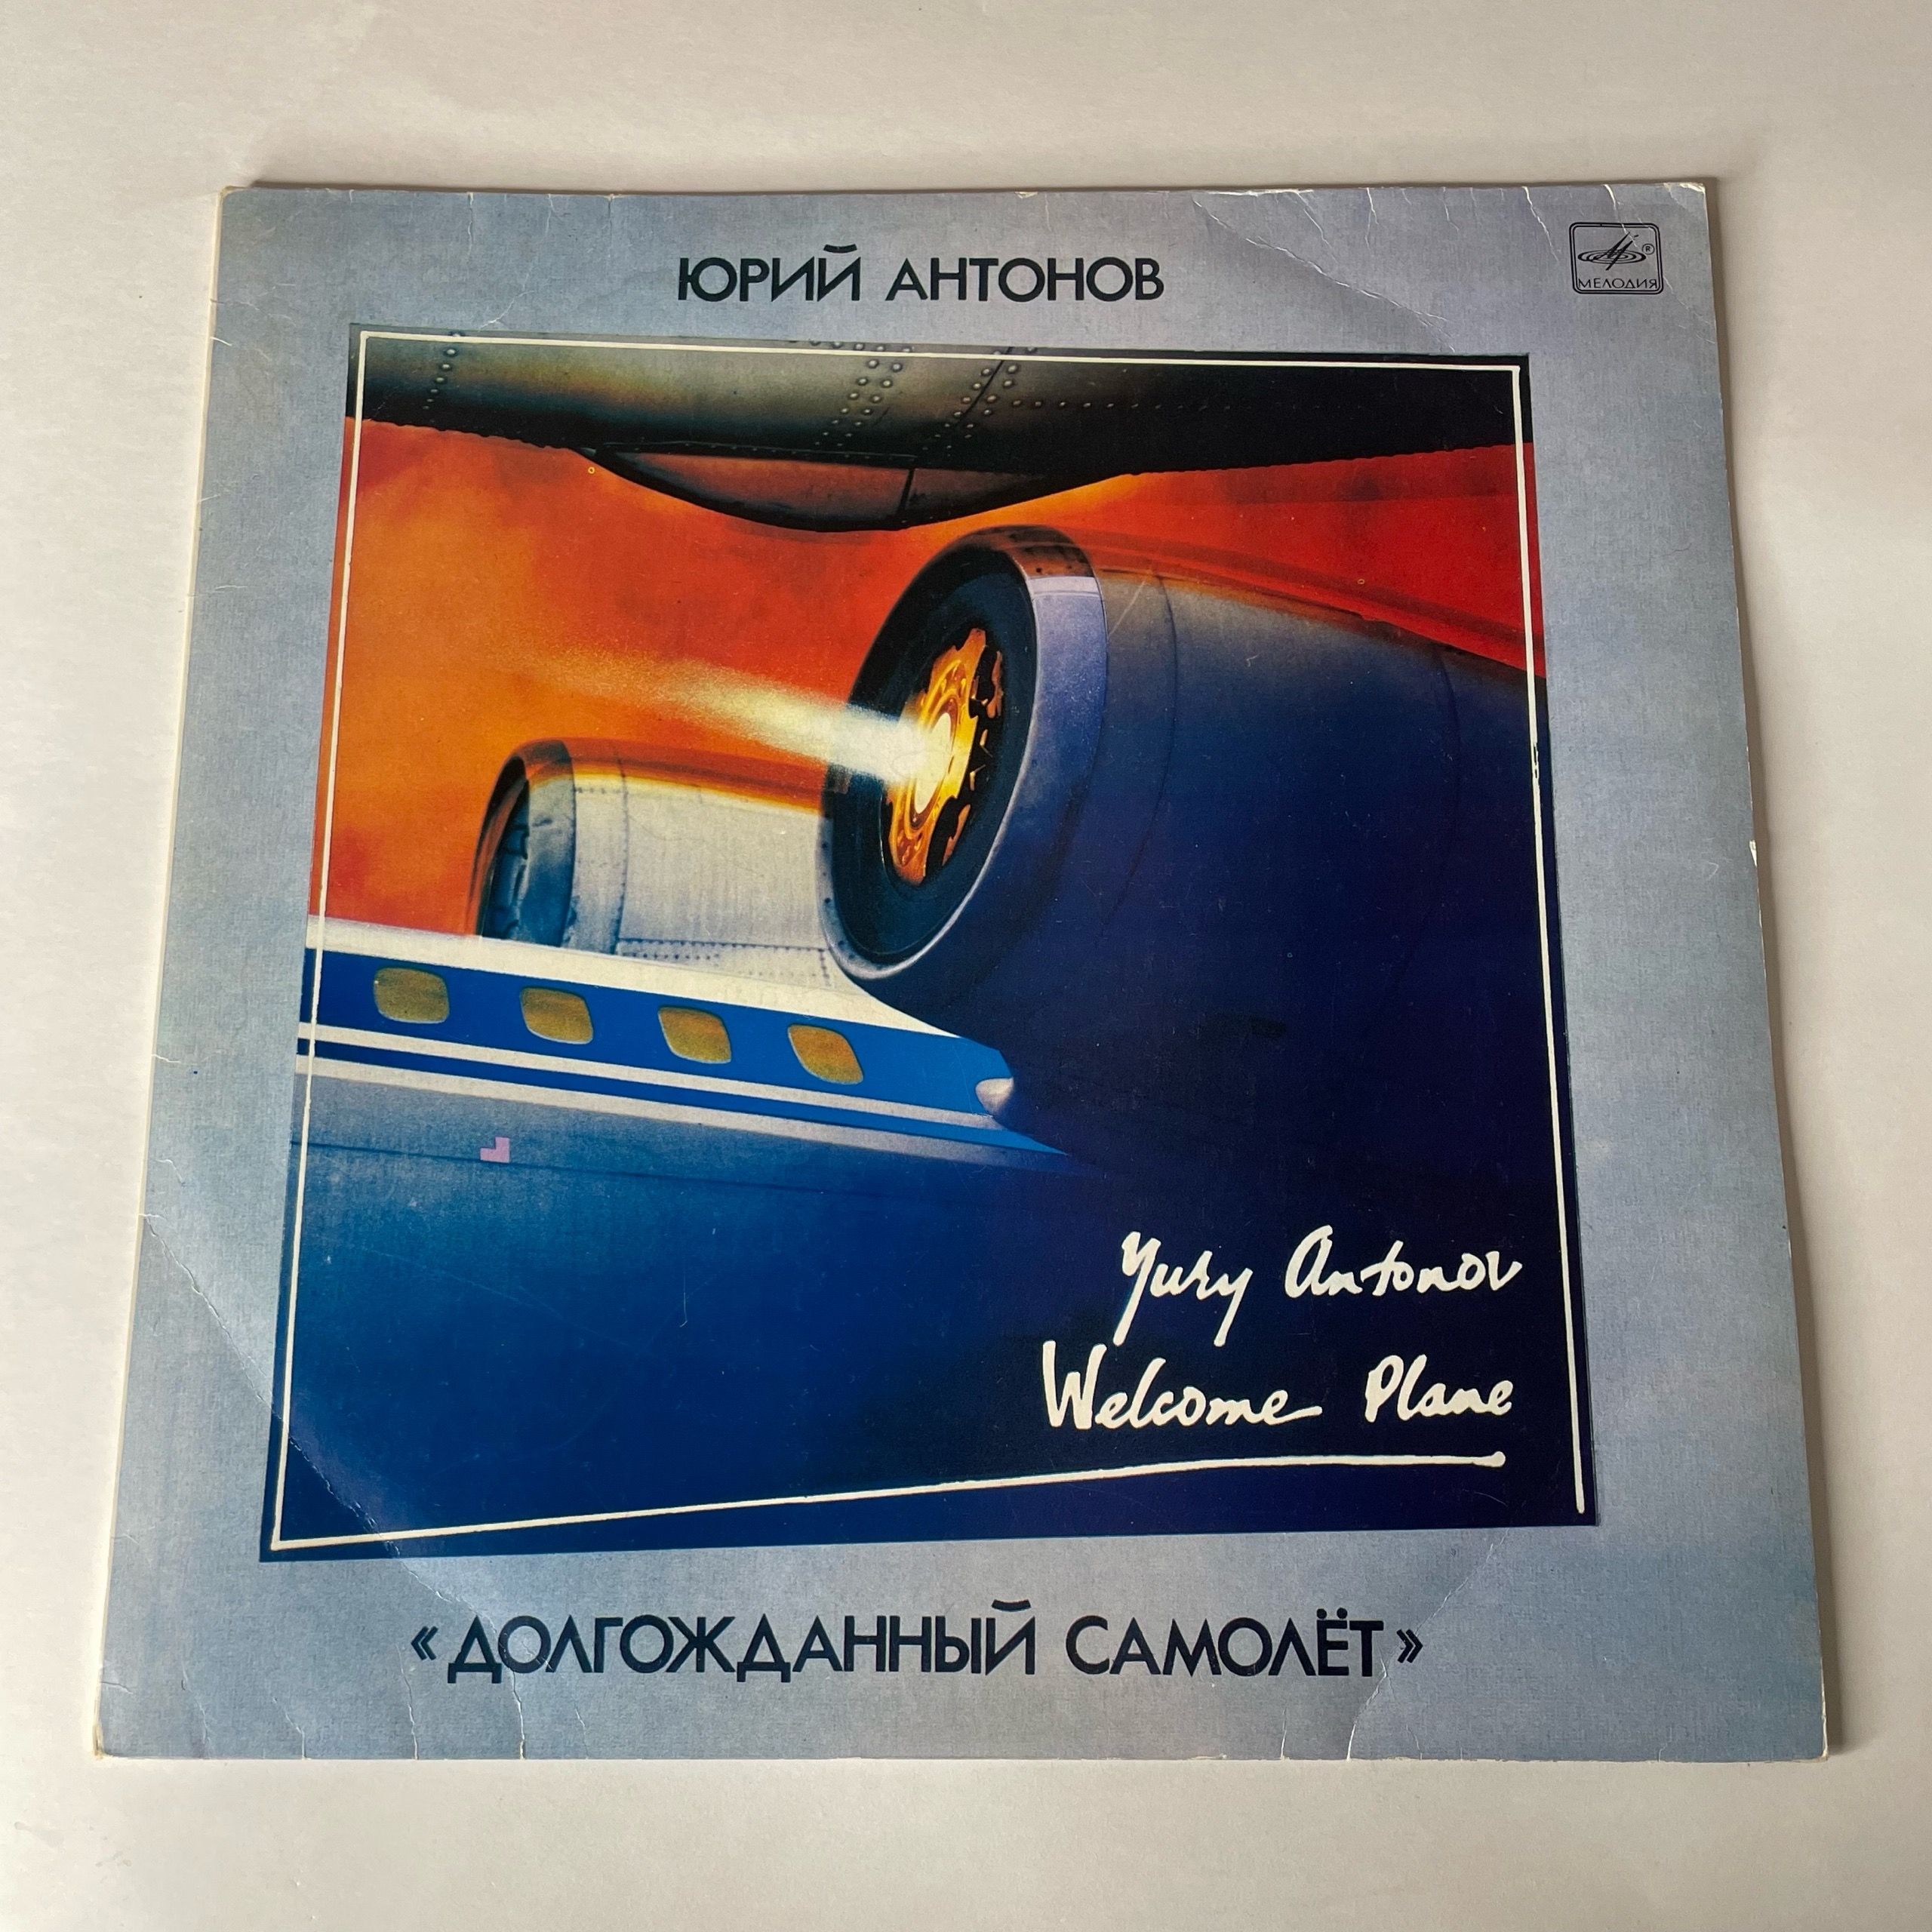 ЮРИЙ АНТОНОВ
®
МЕЛОДИЯ
Yury Antonov
Welcome Plane
«ДОЛГОЖДАННЫЙ САМОЛЁТ»